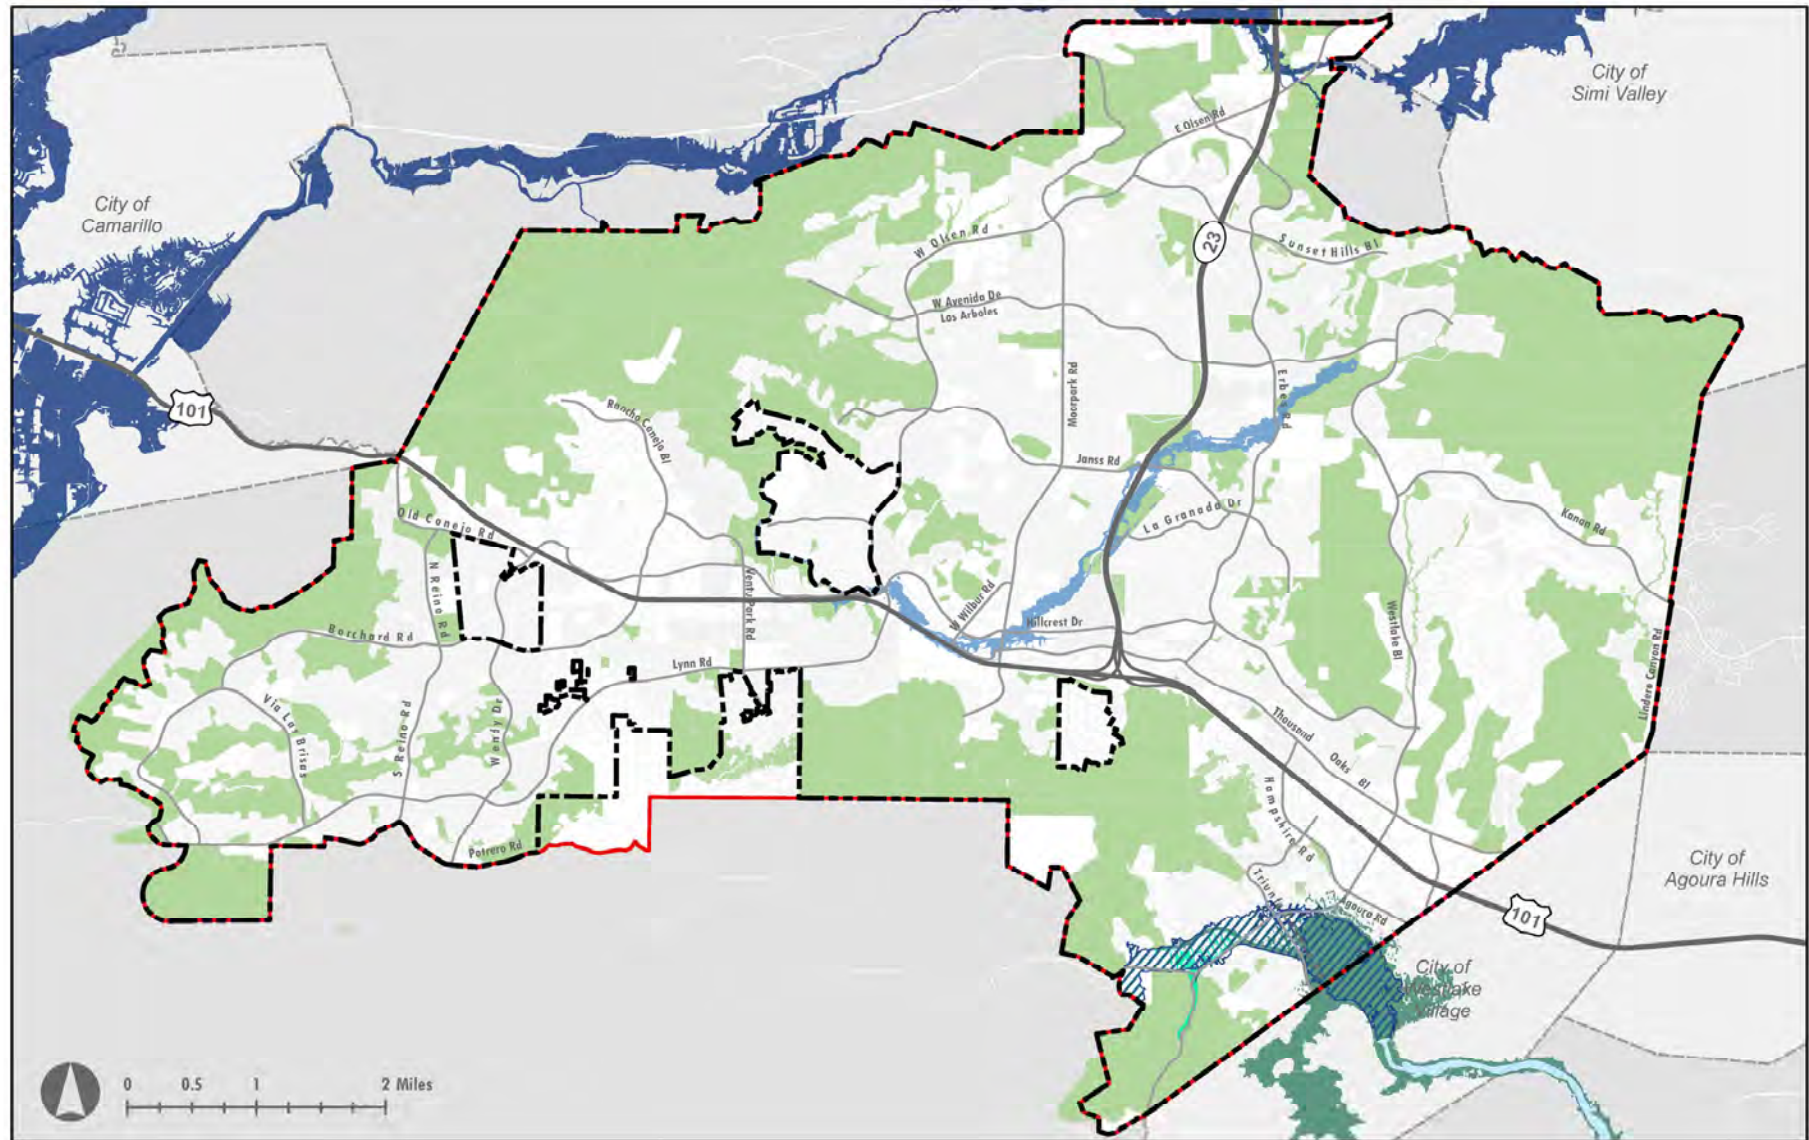 City of
Simi Valley
E Olsen Rd
City of
Camarillo
W Olsen Rd
23
Sunset Hills Bl
W Avenida De
Los Arboles
Moorpark Rd
Erbes Rd
101
Rancho Conejo Bl
Janss Rd
Old Conejo Rd
La Granada Dr
Kanan Rd
N Reino Rd
Ventu Park Rd
W Wilbur Rd
Hillcrest Dr
Borchard Rd
Westlake Bl
Lynn Rd
Lindero Canyon Rd
Via Las Brisas
S Reino Rd
Wendy Dr
Thousand
Oaks Bl
Hampshire Rd
Potrero Rd
City of
Agoura Hills
Triunfo
Agoura Rd
101
City of
Westlake
Village
0 0.5 1 2 Miles